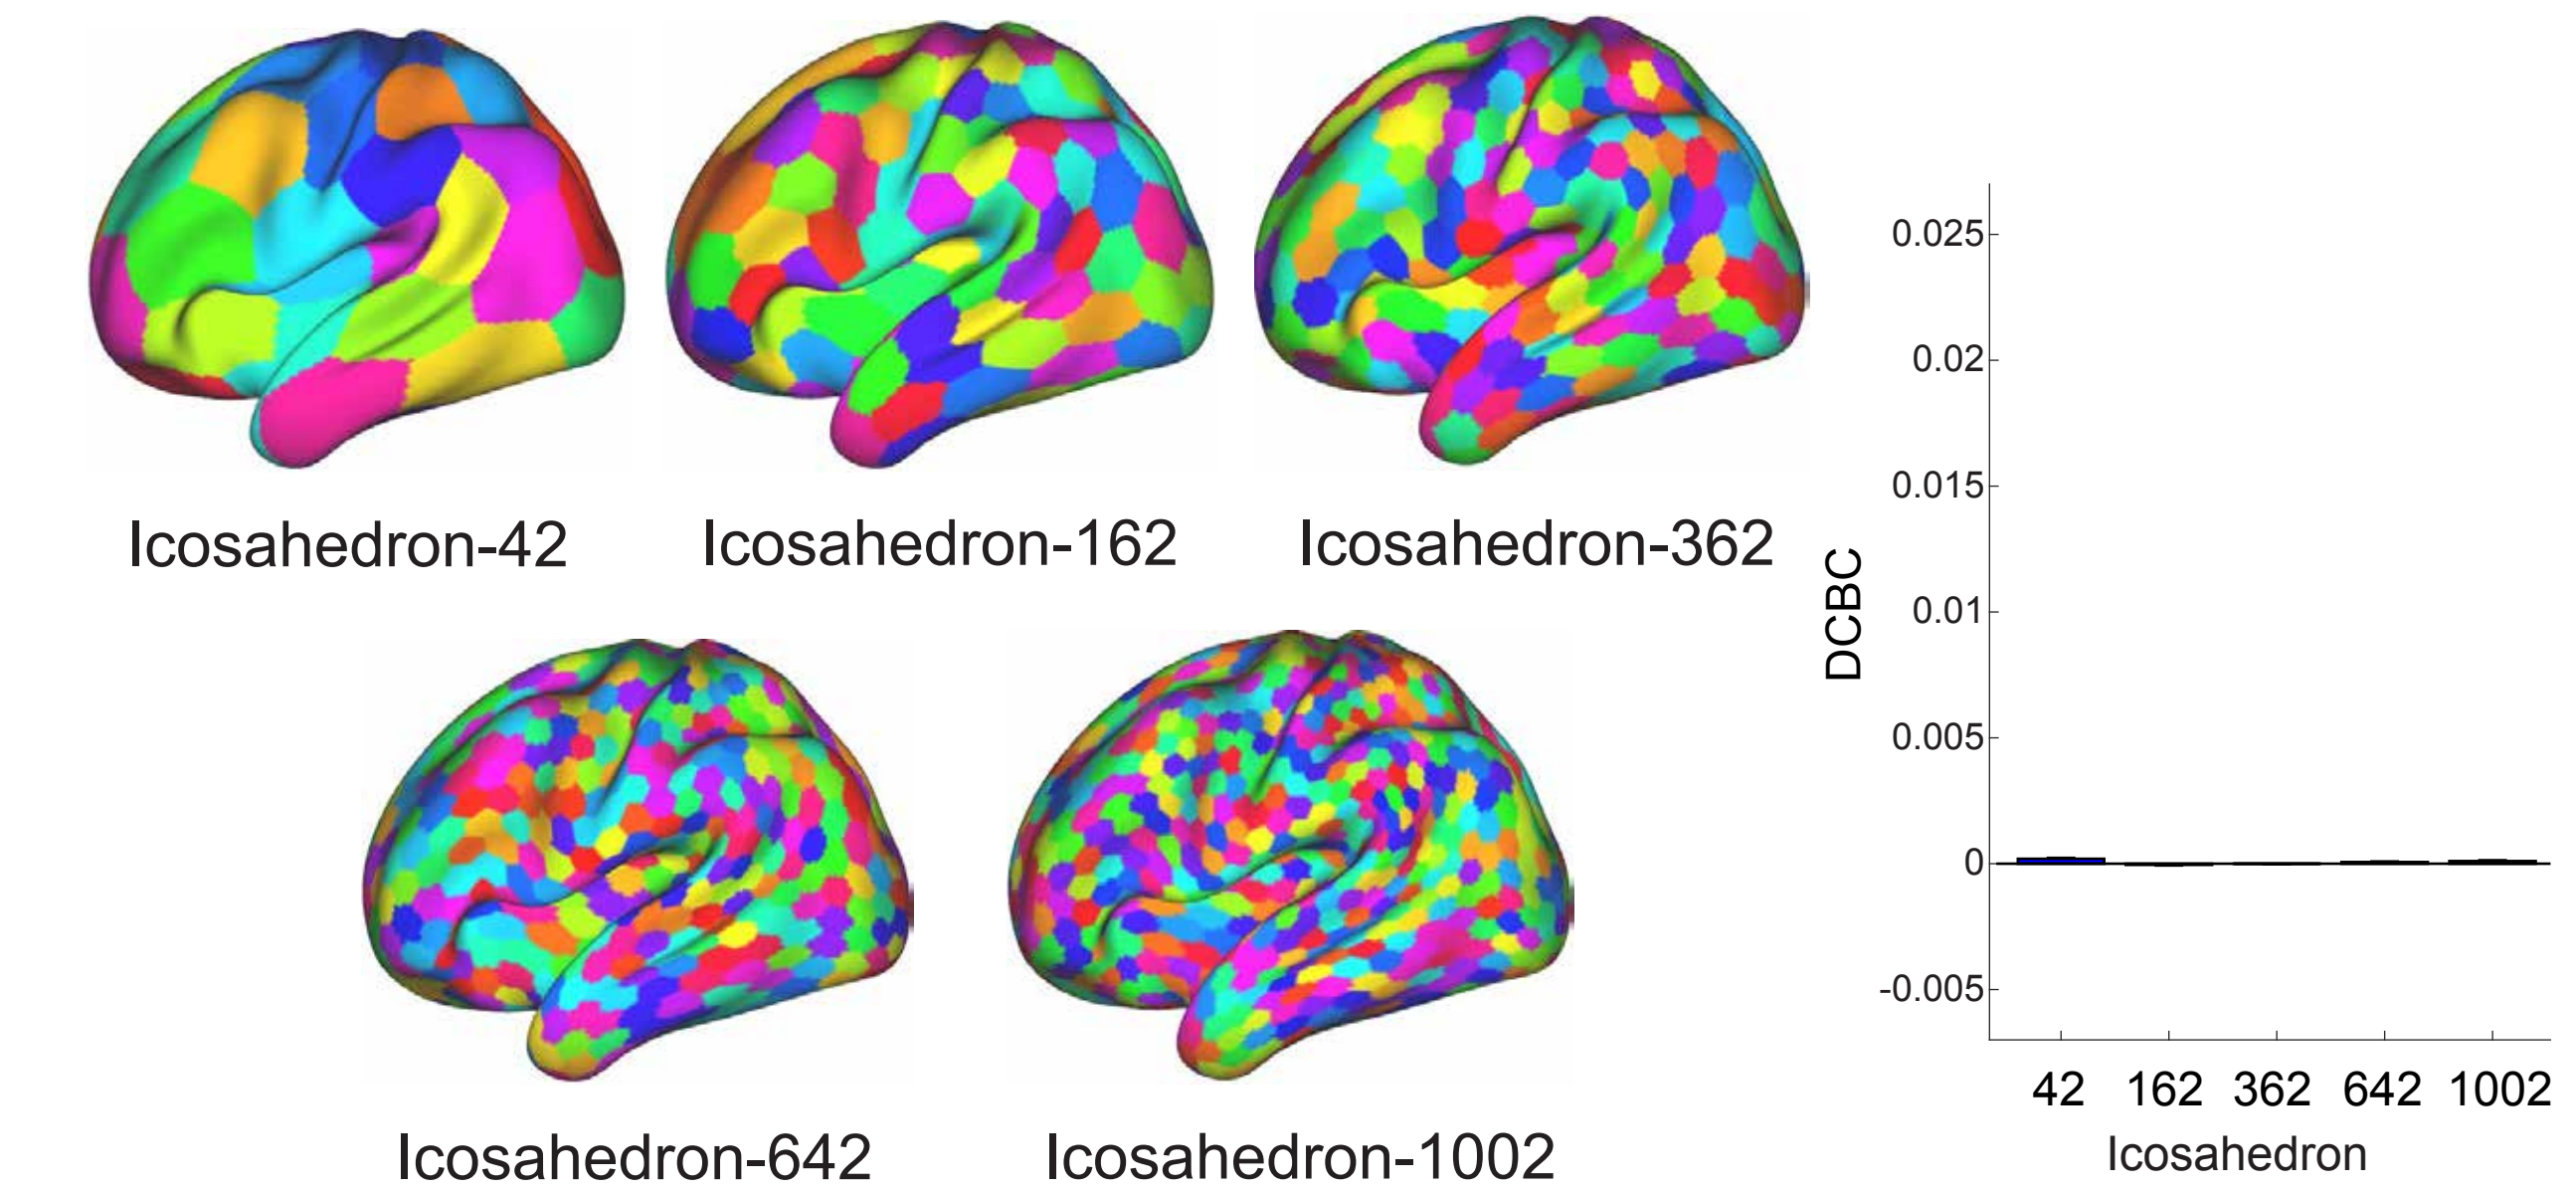 Icosahedron-42
Icosahedron-162
Icosahedron-362
Icosahedron-642
Icosahedron-1002
DCBC
0.025
0.02
0.015
0.01
0.005
0
-0.005
42 162 362 642 1002
Icosahedron